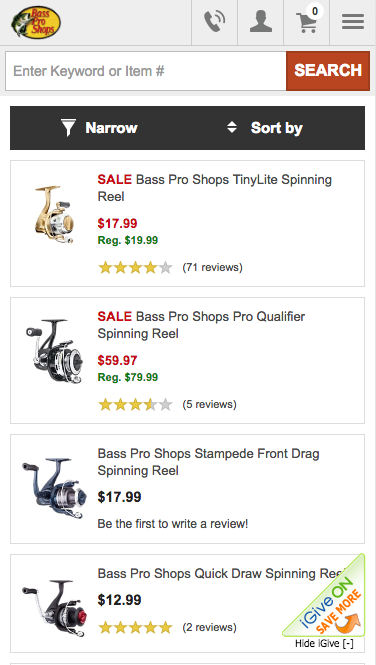 Bass
Pro
Shops
0
Enter Keyword or Item #
SEARCH
Narrow
Sort by
SALE Bass Pro Shops TinyLite Spinning
Reel
$17.99
Reg. $19.99
(71 reviews)
SALE Bass Pro Shops Pro Qualifier
Spinning Reel
$59.97
Reg. $79.99
(5 reviews)
Bass Pro Shops Stampede Front Drag
Spinning Reel
$17.99
Be the first to write a review!
Bass Pro Shops Quick Draw Spinning Reel
$12.99
(2 reviews)
iGive ON
SAVE MORE
Hide iGive [-]